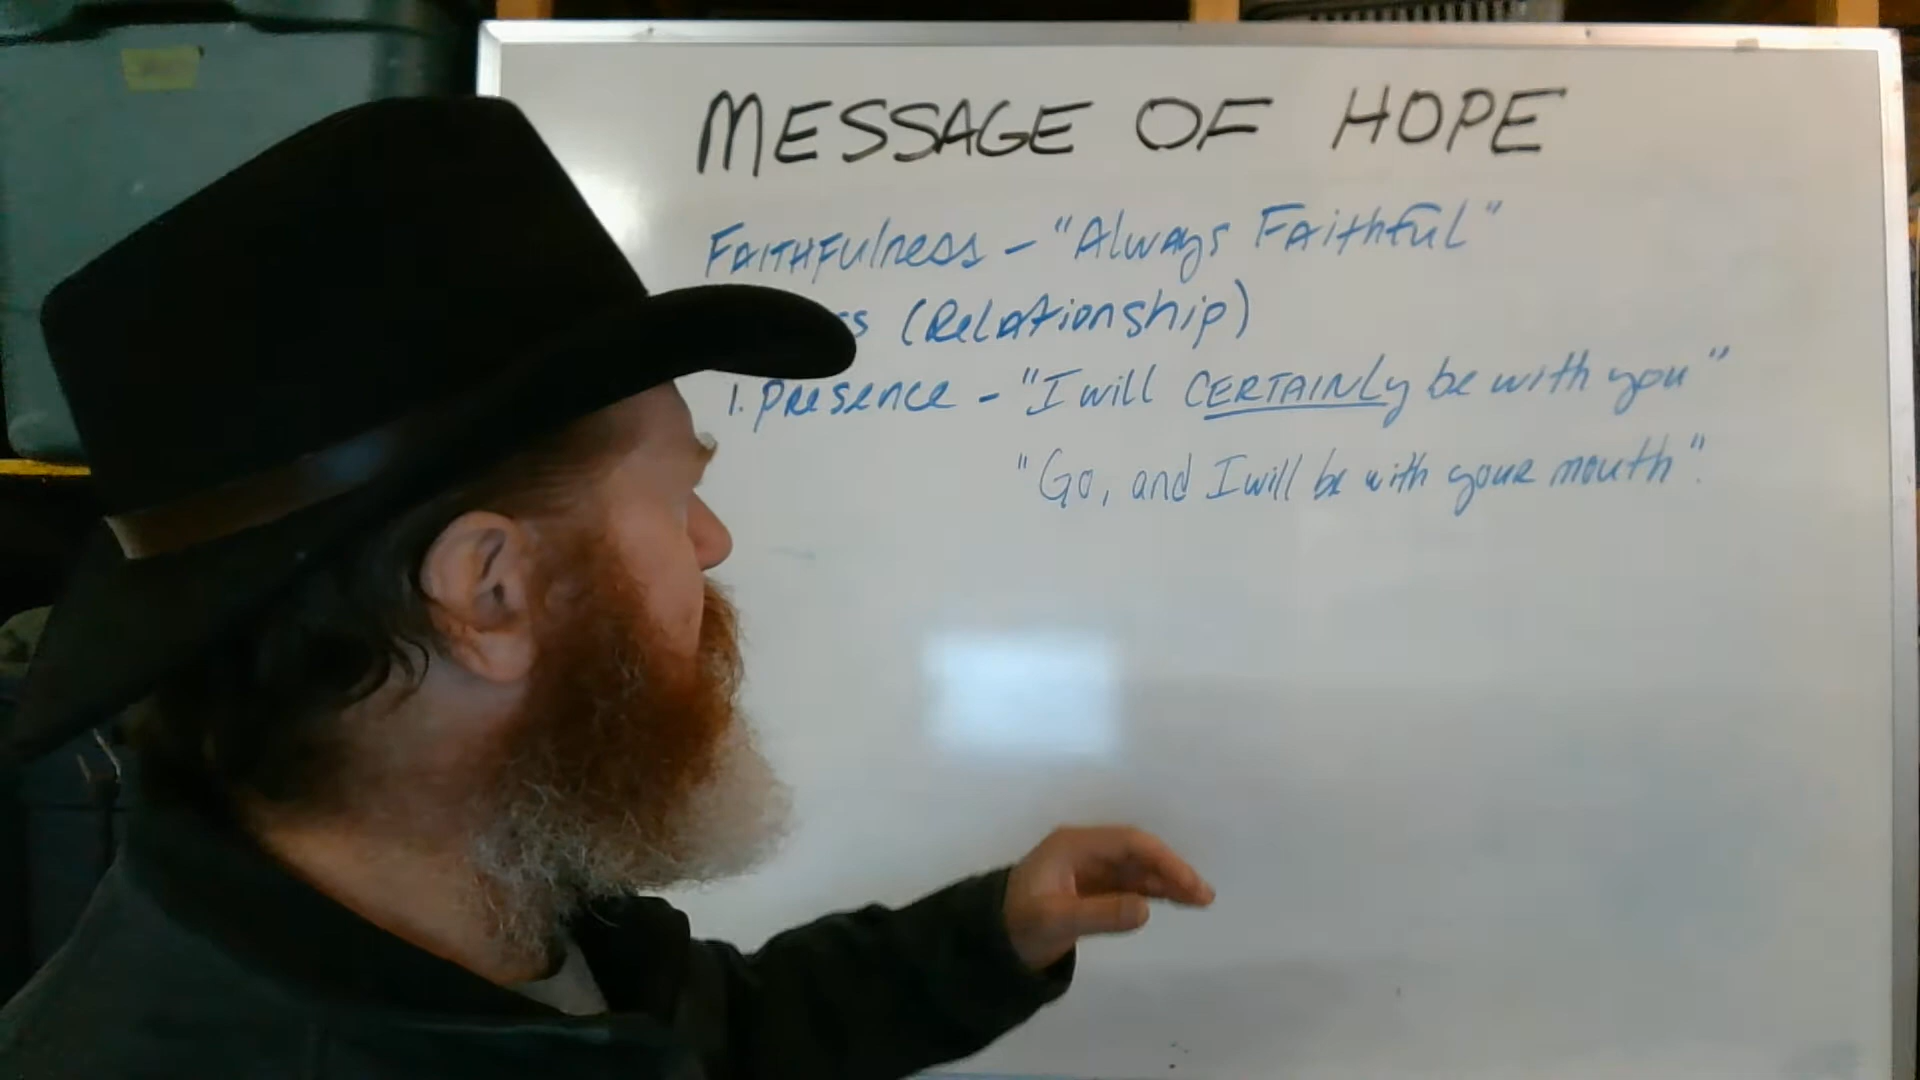 MESSAGE OF HOPE
FAITHFulness - "Always FAithful"
(RelAtionship)
1. presence - "I will CERTAINLy be with you"
"Go, and I will be with youR mouth".